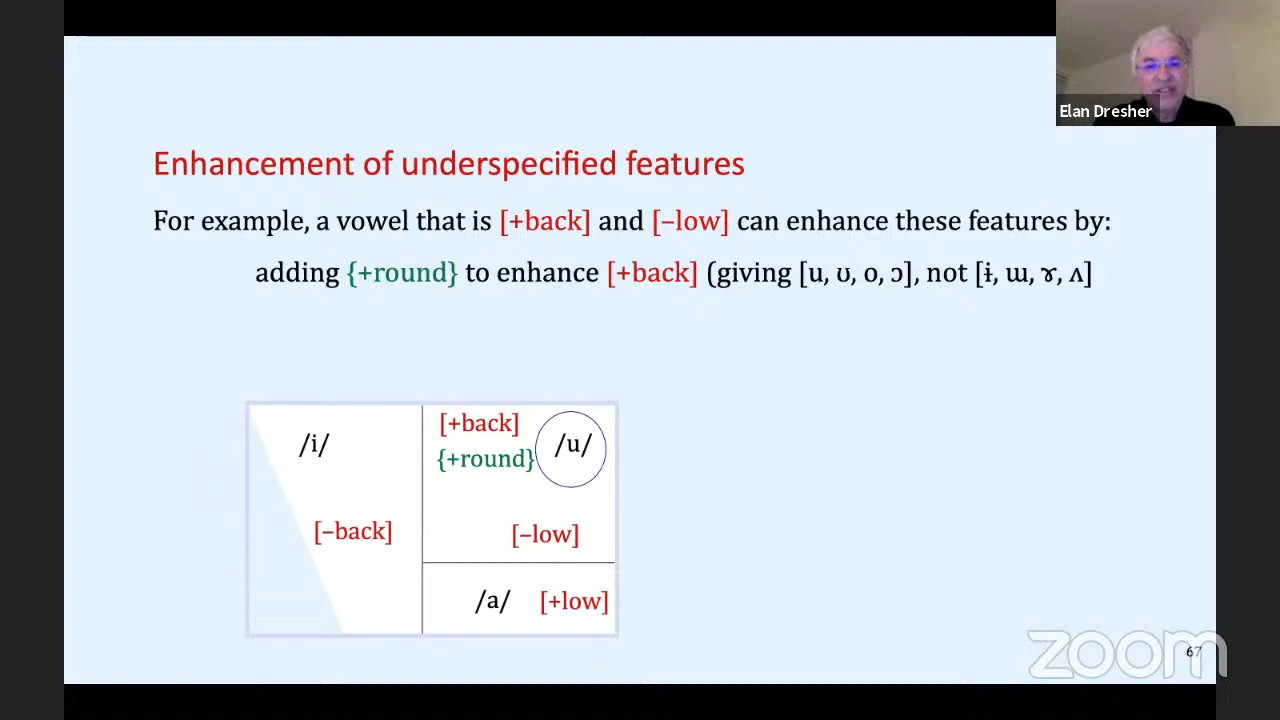 Elan Dresher
Enhancement of underspecified features
For example, a vowel that is [+back] and [–low] can enhance these features by:
adding {+round} to enhance [+back] (giving [u, ʊ, o, ɔ], not [ɨ, ɯ, ɤ, ʌ]
/i/
[+back]
{+round}
/u/
[–back]
[–low]
/a/ [+low]
zoom
67